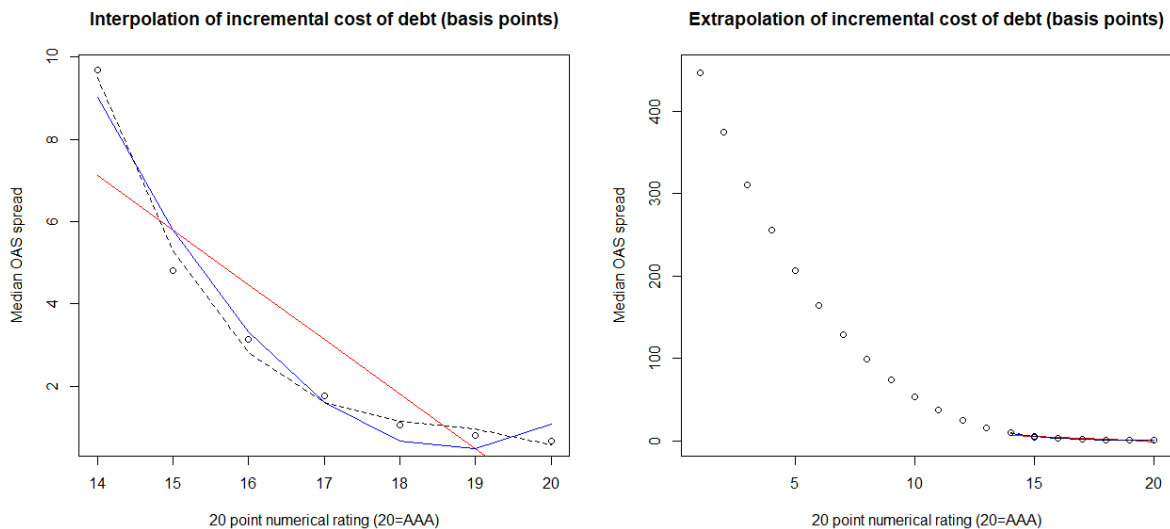 Interpolation of incremental cost of debt (basis points)
Median OAS spread
10
8
6
4
2
14 15 16 17 18 19 20
20 point numerical rating (20=AAA)
Extrapolation of incremental cost of debt (basis points)
Median OAS spread
400
300
200
100
0
5 10 15 20
20 point numerical rating (20=AAA)